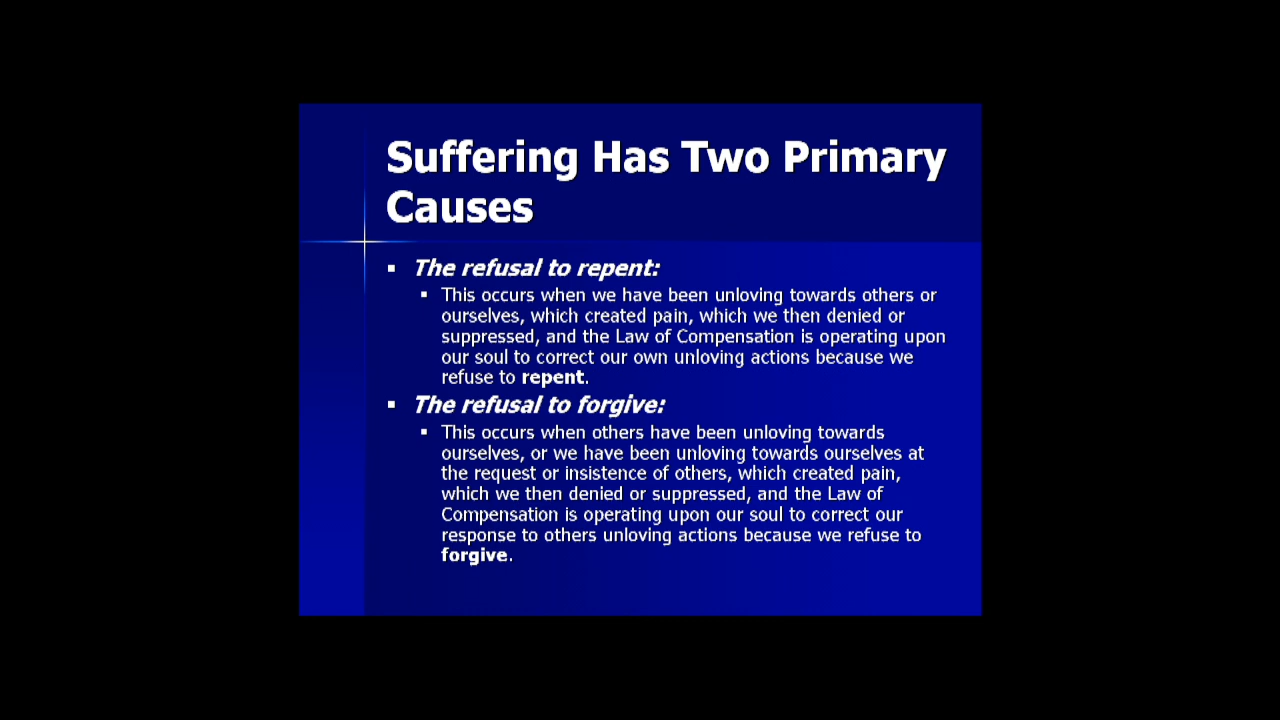 Suffering Has Two Primary
Causes
▪ The refusal to repent:
▪ This occurs when we have been unloving towards others or
ourselves, which created pain, which we then denied or
suppressed, and the Law of Compensation is operating upon
our soul to correct our own unloving actions because we
refuse to repent.
▪ The refusal to forgive:
▪ This occurs when others have been unloving towards
ourselves, or we have been unloving towards ourselves at
the request or insistence of others, which created pain,
which we then denied or suppressed, and the Law of
Compensation is operating upon our soul to correct our
response to others unloving actions because we refuse to
forgive.